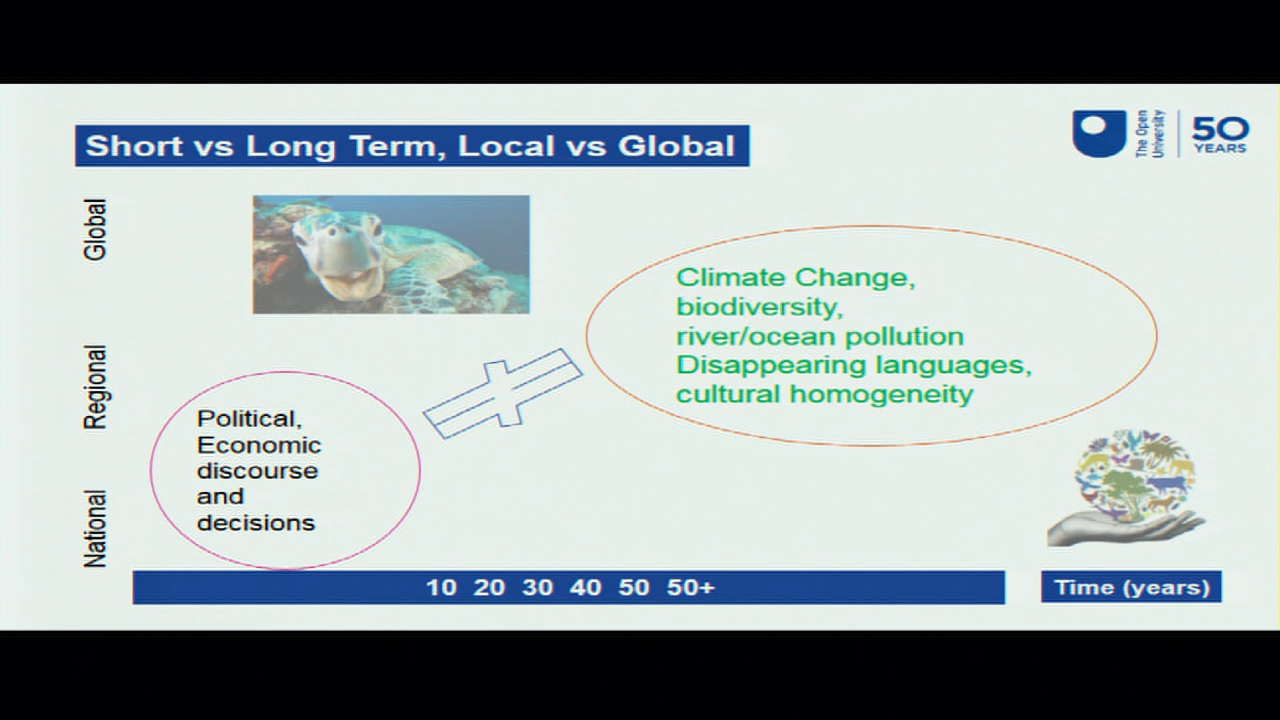 Short vs Long Term, Local vs Global
The Open
University
50
YEARS
Global
Regional
National
Climate Change,
biodiversity,
river/ocean pollution
Disappearing languages,
cultural homogeneity
Political,
Economic
discourse
and
decisions
10 20 30 40 50 50+
Time (years)